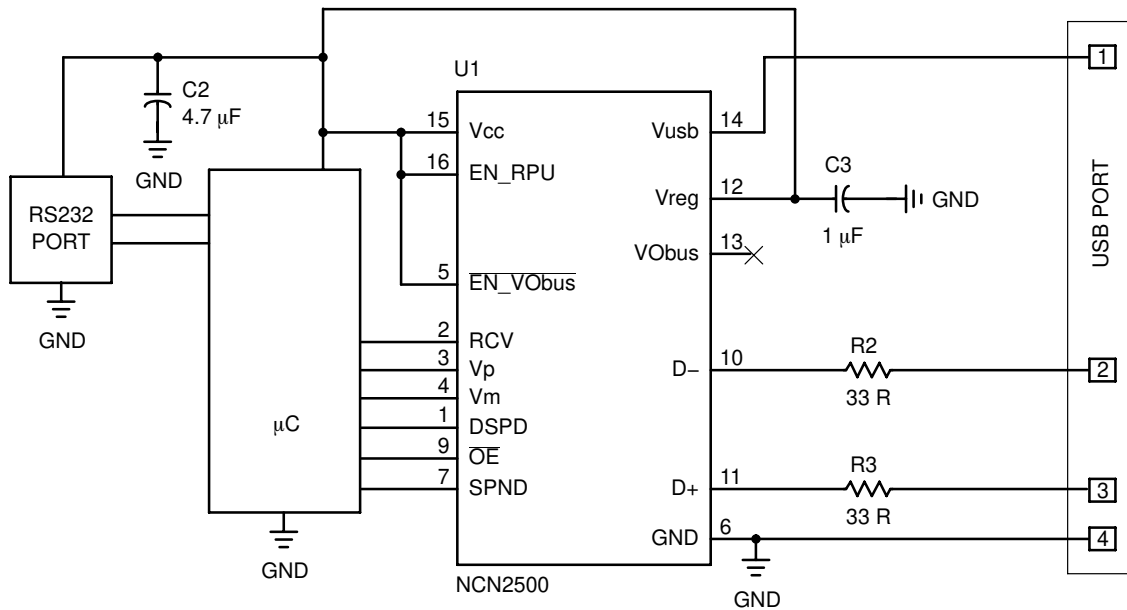 U1
C2
4.7 μF
GND
RS232
PORT
GND
μC
GND
15
16
5
2
3
4
1
9
7
Vcc
EN_RPU
EN_VObus
RCV
Vp
Vm
DSPD
OE
SPND
Vusb
Vreg
VObus
D−
D+
GND
14
12
13
10
11
6
NCN2500
C3
1 μF
GND
R2
33 R
R3
33 R
GND
1
2
3
4
USB PORT